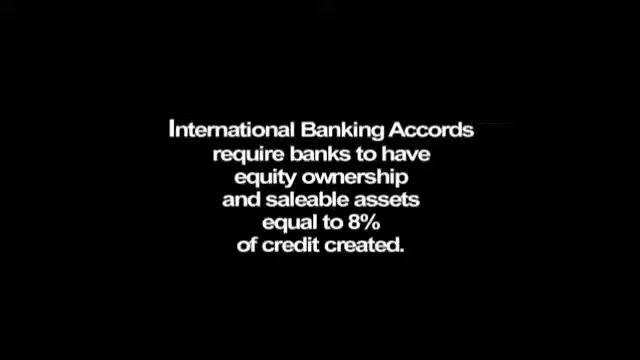 International Banking Accords
require banks to have
equity ownership
and saleable assets
equal to 8%
of credit created.